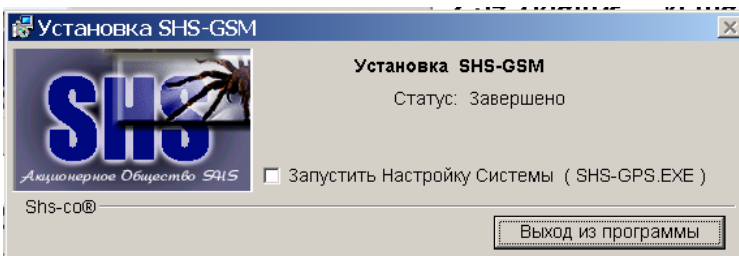 Установка SHS-GSM
Установка SHS-GSM
Статус: Завершено
SHS
Акционерное Общество SHS
Запустить Настройку Системы ( SHS-GPS.EXE )
Shs-co®
Выход из программы